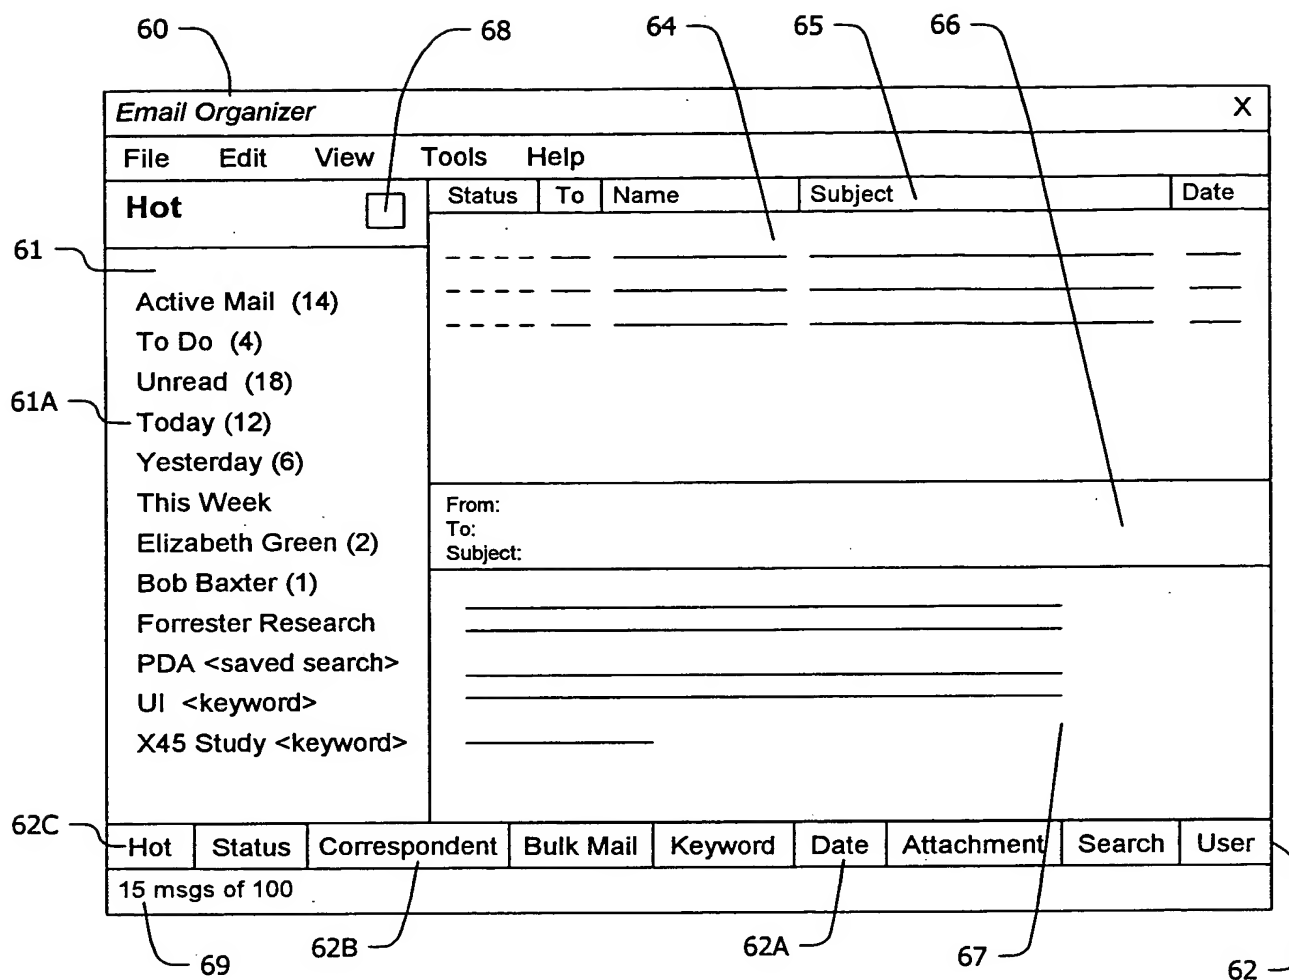 60 68 64 65 66
Email Organizer X
File Edit View Tools Help
Hot
Status To Name Subject Date
61
Active Mail (14)
To Do (4)
Unread (18)
61A
Today (12)
Yesterday (6)
This Week
Elizabeth Green (2)
Bob Baxter (1)
Forrester Research
PDA <saved search>
UI <keyword>
X45 Study <keyword>
From:
To:
Subject:
62C
Hot Status Correspondent Bulk Mail Keyword Date Attachment Search User
15 msgs of 100
69 62B 62A 67 62